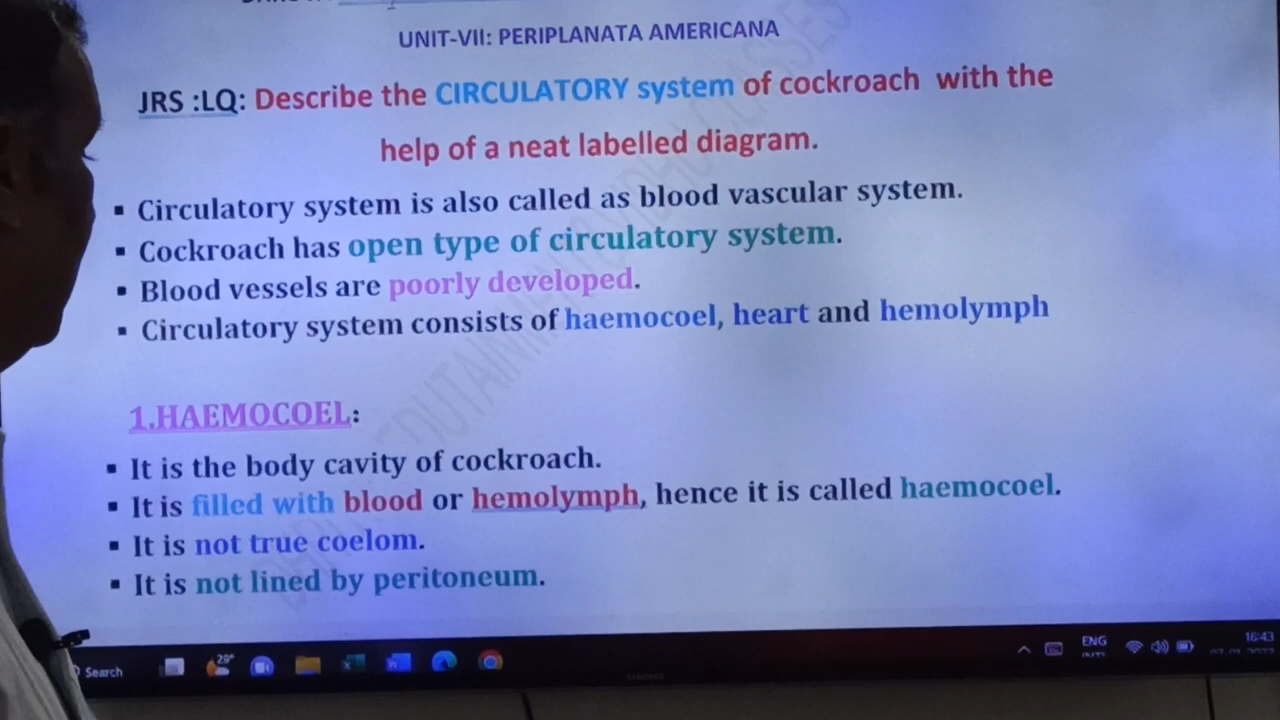 UNIT-VII: PERIPLANATA AMERICANA
JRS :LQ: Describe the CIRCULATORY system of cockroach with the
help of a neat labelled diagram.
▪ Circulatory system is also called as blood vascular system.
▪ Cockroach has open type of circulatory system.
▪ Blood vessels are poorly developed.
▪ Circulatory system consists of haemocoel, heart and hemolymph
1.HAEMOCOEL:
▪ It is the body cavity of cockroach.
▪ It is filled with blood or hemolymph, hence it is called haemocoel.
▪ It is not true coelom.
▪ It is not lined by peritoneum.
Search
29°
ENG
16:43